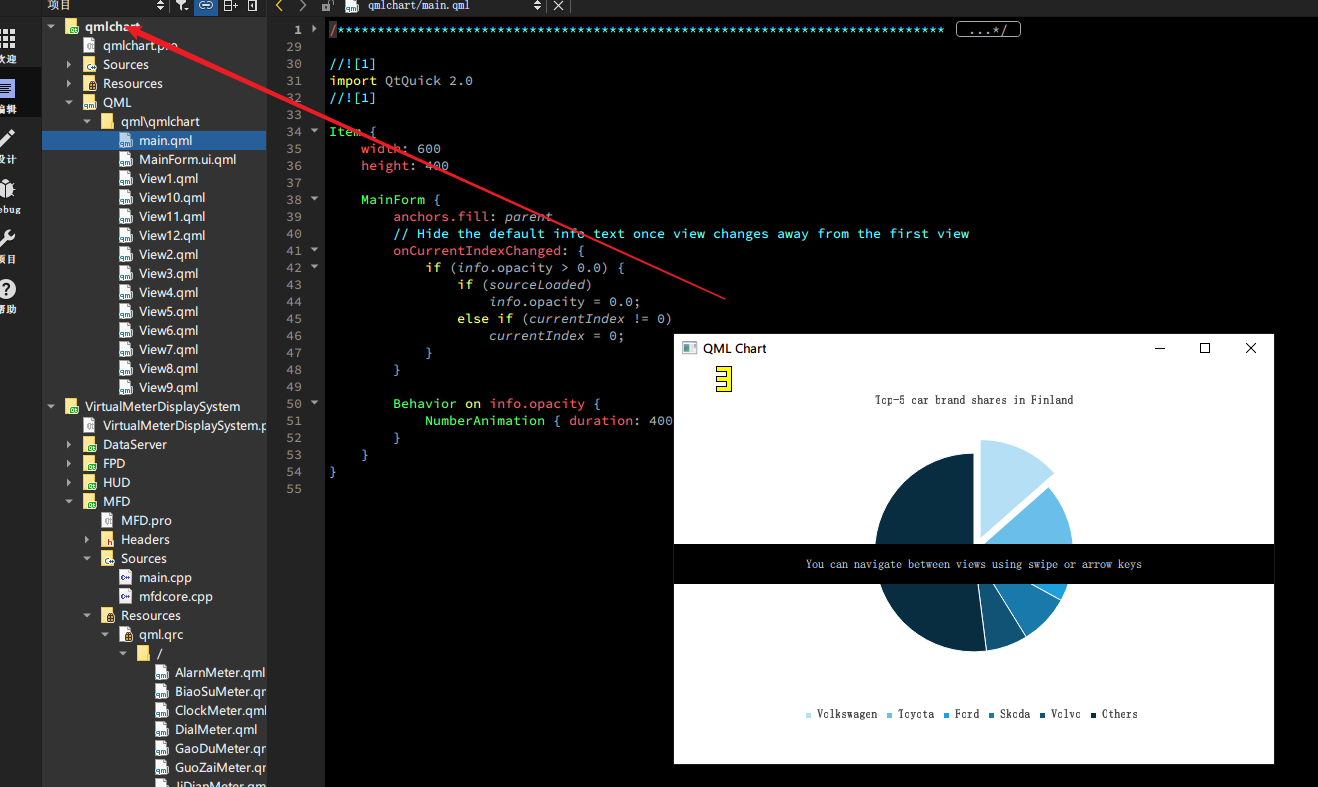 项目
qmlchart/main.qml
欢迎
编辑
设计
Debug
项目
帮助
qmlchart
qmlchart.pro
Sources
Resources
QML
qml\qmlchart
main.qml
MainForm.ui.qml
View1.qml
View10.qml
View11.qml
View12.qml
View2.qml
View3.qml
View4.qml
View5.qml
View6.qml
View7.qml
View8.qml
View9.qml
VirtualMeterDisplaySystem
VirtualMeterDisplaySystem.p
DataServer
FPD
HUD
MFD
MFD.pro
Headers
Sources
main.cpp
mfdcore.cpp
Resources
qml.qrc
/
AlarnMeter.qml
BiaoSuMeter.qr
ClockMeter.qml
DialMeter.qml
GaoDuMeter.qr
GuoZaiMeter.qr
JiDianMeter.qm
1 /**************************************************************************** ...*/
29
30 //![1]
31 import QtQuick 2.0
32 //![1]
33
34 Item {
35 width: 600
36 height: 400
37
38 MainForm {
39 anchors.fill: parent
40 // Hide the default info text once view changes away from the first view
41 onCurrentIndexChanged: {
42 if (info.opacity > 0.0) {
43 if (sourceLoaded)
44 info.opacity = 0.0;
45 else if (currentIndex != 0)
46 currentIndex = 0;
47 }
48 }
49
50 Behavior on info.opacity {
51 NumberAnimation { duration: 400
52 }
53 }
54 }
55
QML Chart
3
Top-5 car brand shares in Finland
You can navigate between views using swipe or arrow keys
Volkswagen Toyota Ford Skoda Volvo Others